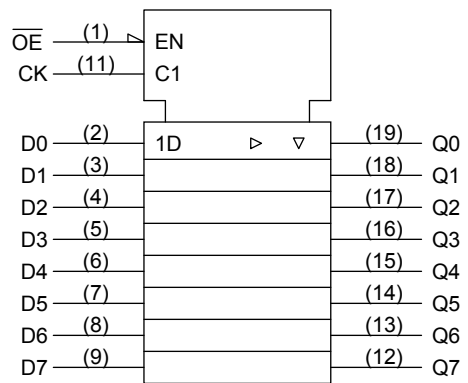 OE (1) EN
CK (11) C1
D0 (2) 1D (19) Q0
D1 (3) (18) Q1
D2 (4) (17) Q2
D3 (5) (16) Q3
D4 (6) (15) Q4
D5 (7) (14) Q5
D6 (8) (13) Q6
D7 (9) (12) Q7